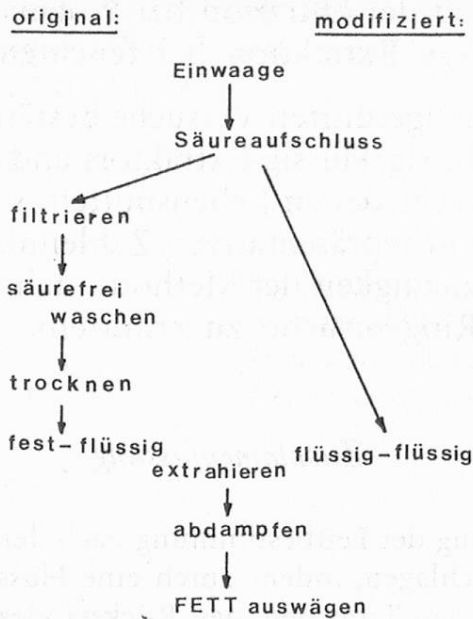 original: modifiziert:
Einwaage
Säureaufschluss
filtrieren
säurefrei
waschen
trocknen
fest-flüssig flüssig-flüssig
extrahieren
abdampfen
FETT auswägen